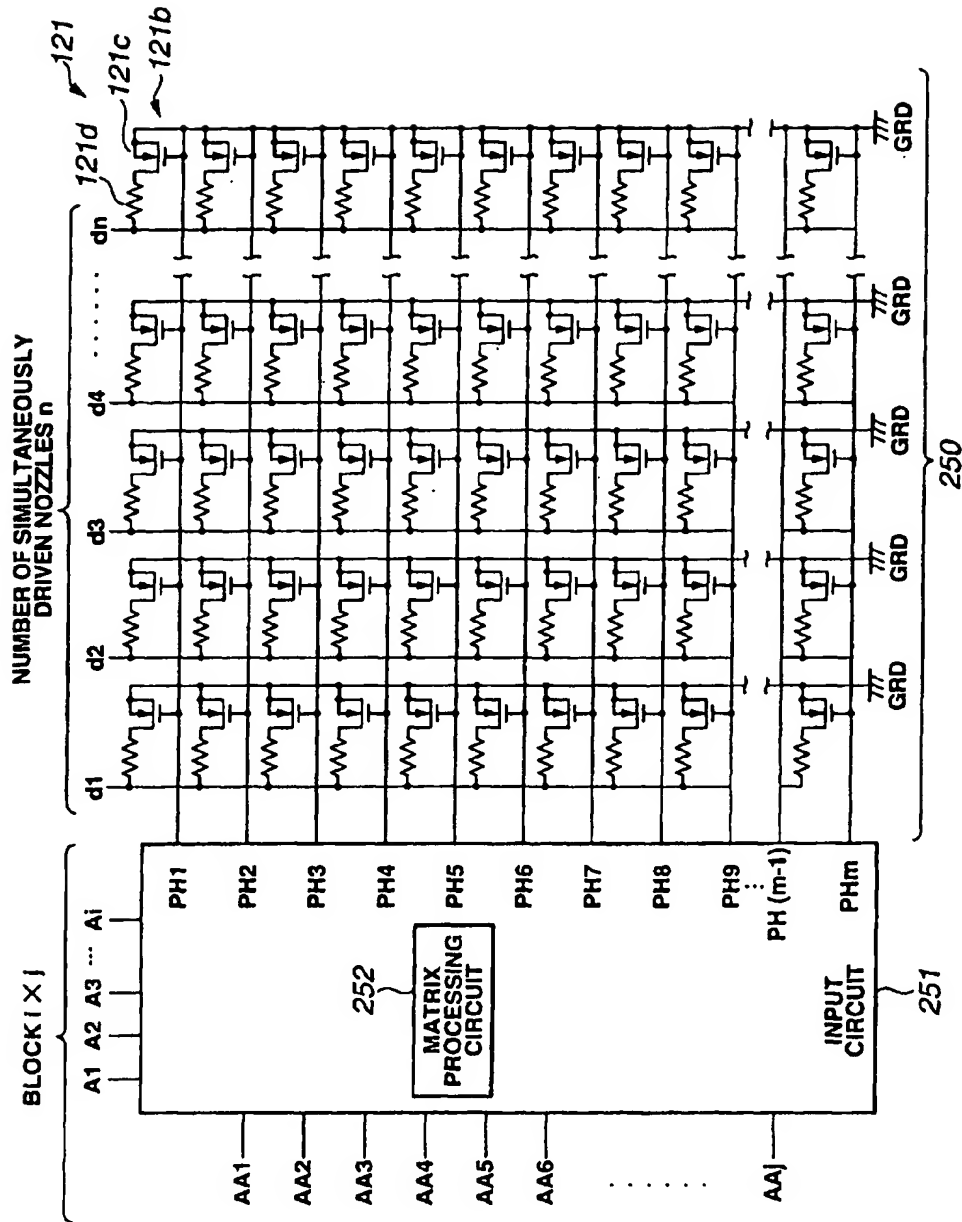 121
121c
121b
121d
NUMBER OF SIMULTANEOUSLY
DRIVEN NOZZLES n
d1 d2 d3 d4 ..... dn
BLOCK i × j
A1 A2 A3 ... Ai
AA1
AA2
AA3
AA4
AA5
AA6
.......
AAj
252
MATRIX
PROCESSING
CIRCUIT
INPUT
CIRCUIT
251
PH1
PH2
PH3
PH4
PH5
PH6
PH7
PH8
PH9
...
PH (m-1)
PHm
GRD GRD GRD GRD GRD
250